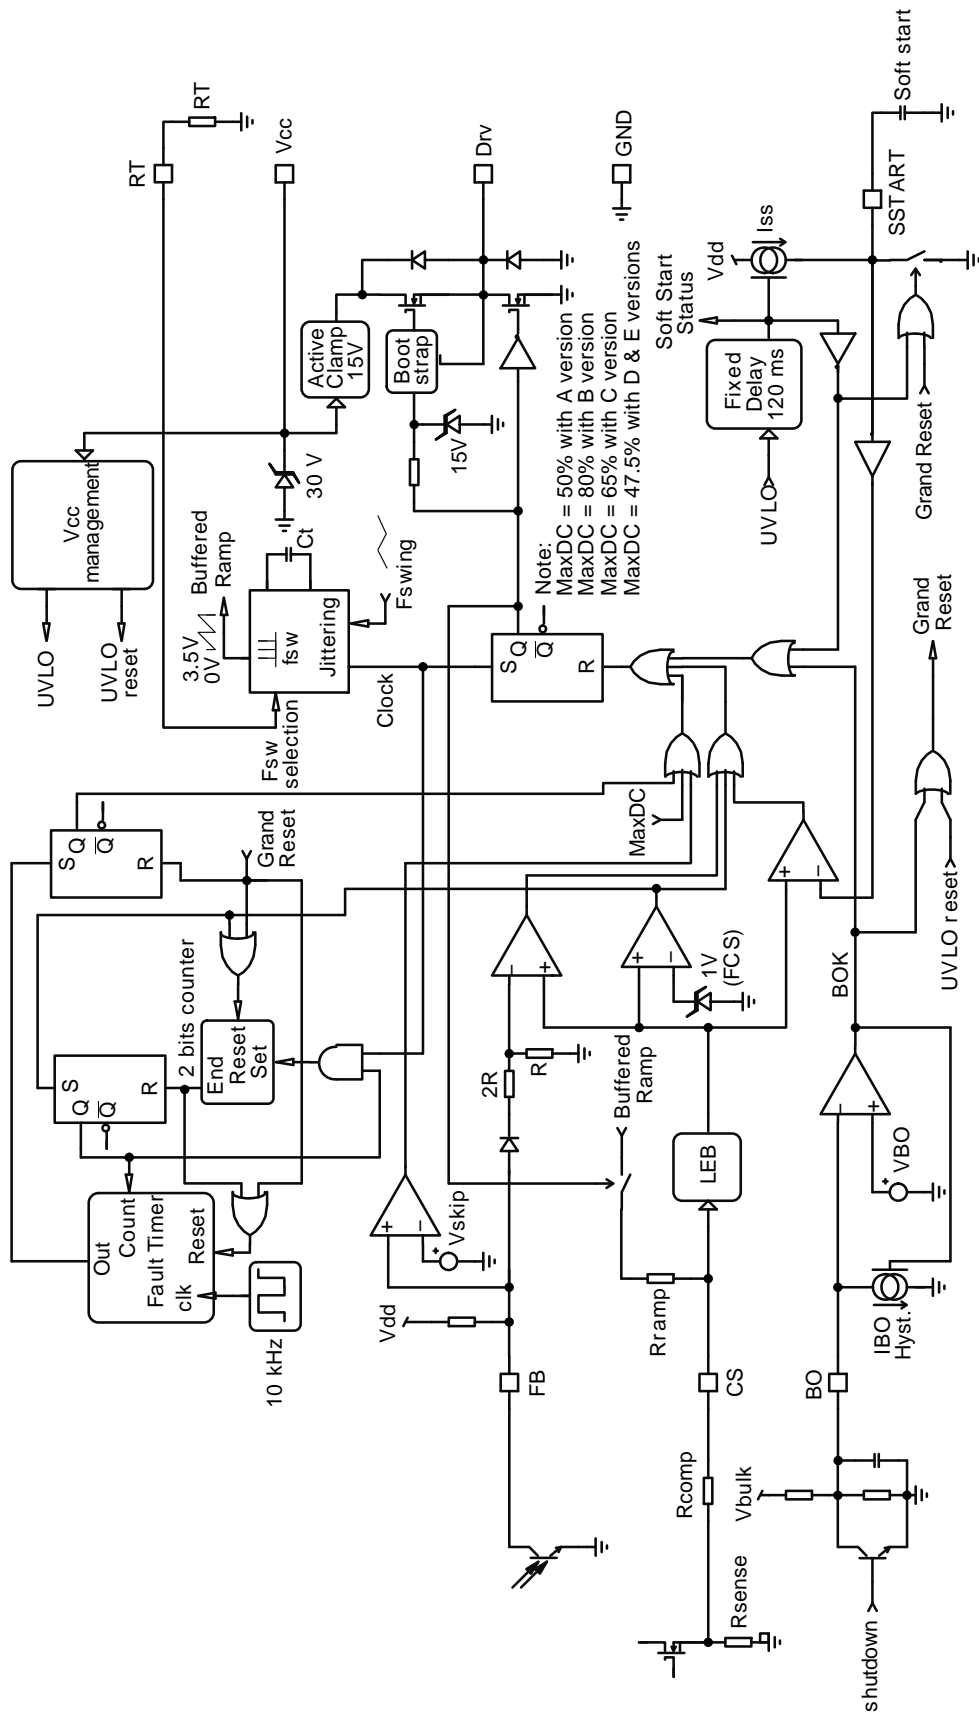 10 kHz
clk
Reset
Fault Timer
Count
Out
S
Q
Q
R
2 bits counter
End
Reset
Set
S
Q
Q
R
Grand
Reset
UVLO
UVLO
reset
Vcc
management
Fsw
selection
3.5V
0V
Buffered
Ramp
fsw
Jittering
Ct
Clock
Fswing
30 V
Active
Clamp
15V
Boot
strap
15V
RT
RT
Vcc
Drv
GND
Vdd
FB
Vskip
2R
R
MaxDC
S
Q
Q
R
Note:
MaxDC = 50% with A version
MaxDC = 80% with B version
MaxDC = 65% with C version
MaxDC = 47.5% with D & E versions
Rsense
Rcomp
CS
Rramp
Buffered
Ramp
LEB
1V
(FCS)
Soft Start
Status
Fixed
Delay
120 ms
UVLO
Vdd
Iss
SSTART
Soft start
Grand Reset
shutdown
Vbulk
BO
IBO
Hyst.
VBO
BOK
UVLO reset
Grand
Reset